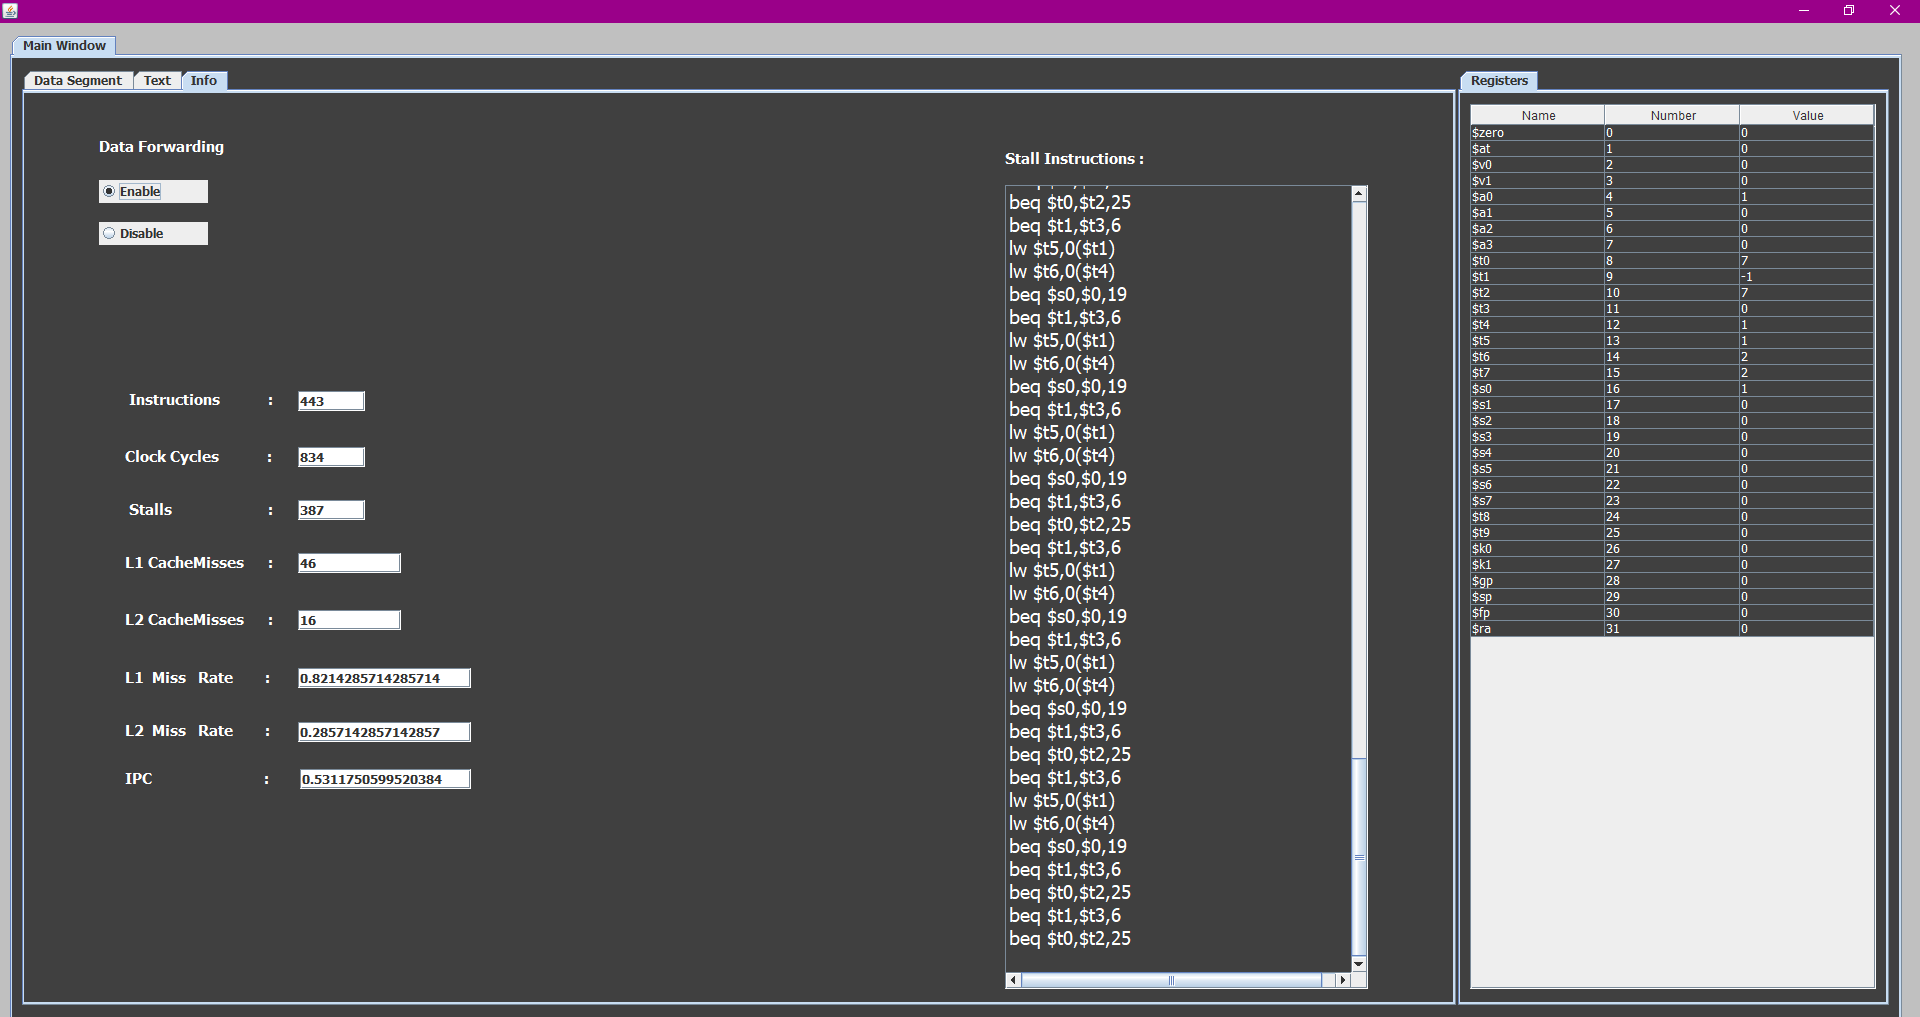 Main Window
Data Segment
Text
Info
Data Forwarding
Enable
Disable
Instructions : 443
Clock Cycles : 834
Stalls : 387
L1 CacheMisses : 46
L2 CacheMisses : 16
L1 Miss Rate : 0.8214285714285714
L2 Miss Rate : 0.2857142857142857
IPC : 0.5311750599520384
Stall Instructions :
beq $t0,$t2,25
beq $t1,$t3,6
lw $t5,0($t1)
lw $t6,0($t4)
beq $s0,$0,19
beq $t1,$t3,6
lw $t5,0($t1)
lw $t6,0($t4)
beq $s0,$0,19
beq $t1,$t3,6
lw $t5,0($t1)
lw $t6,0($t4)
beq $s0,$0,19
beq $t1,$t3,6
beq $t0,$t2,25
beq $t1,$t3,6
lw $t5,0($t1)
lw $t6,0($t4)
beq $s0,$0,19
beq $t1,$t3,6
lw $t5,0($t1)
lw $t6,0($t4)
beq $s0,$0,19
beq $t1,$t3,6
beq $t0,$t2,25
beq $t1,$t3,6
lw $t5,0($t1)
lw $t6,0($t4)
beq $s0,$0,19
beq $t1,$t3,6
beq $t0,$t2,25
beq $t1,$t3,6
beq $t0,$t2,25
Registers
Name Number Value
$zero 0 0
$at 1 0
$v0 2 0
$v1 3 0
$a0 4 1
$a1 5 0
$a2 6 0
$a3 7 0
$t0 8 7
$t1 9 -1
$t2 10 7
$t3 11 0
$t4 12 1
$t5 13 1
$t6 14 2
$t7 15 2
$s0 16 1
$s1 17 0
$s2 18 0
$s3 19 0
$s4 20 0
$s5 21 0
$s6 22 0
$s7 23 0
$t8 24 0
$t9 25 0
$k0 26 0
$k1 27 0
$gp 28 0
$sp 29 0
$fp 30 0
$ra 31 0